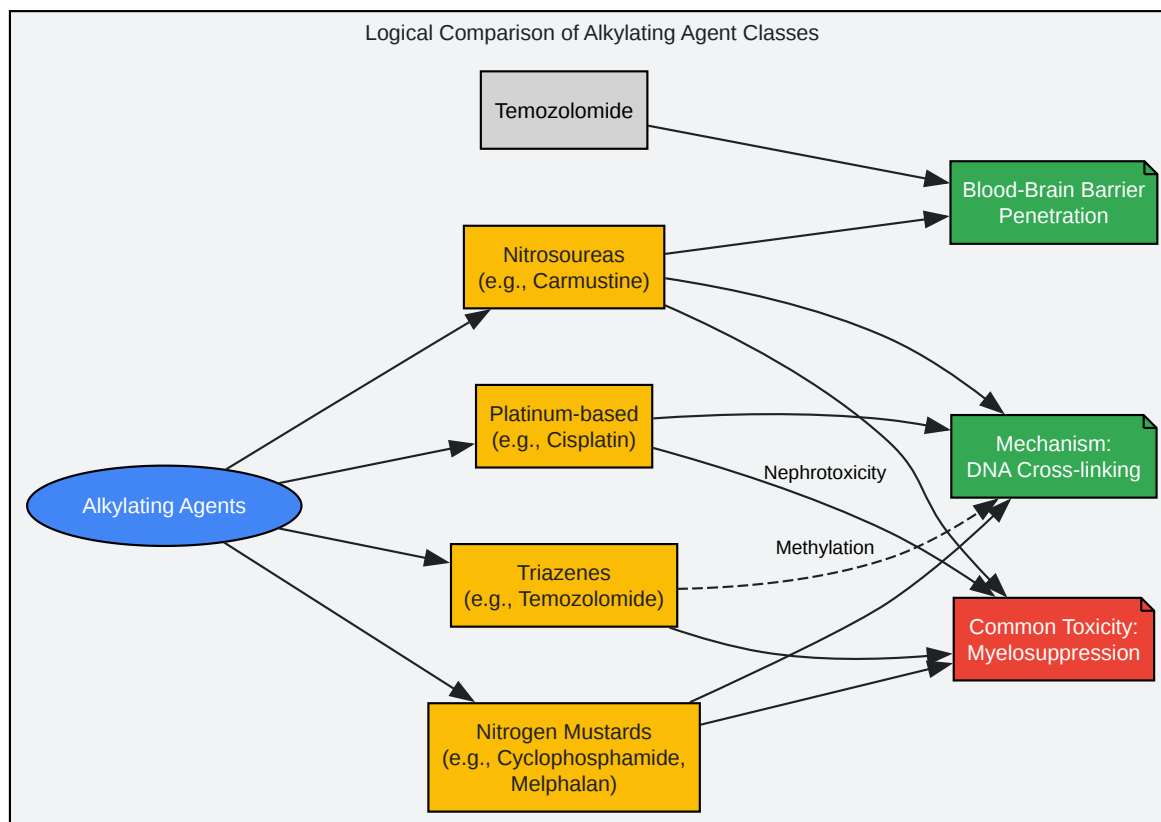 Logical Comparison of Alkylating Agent Classes
Temozolomide
Blood-Brain Barrier
Penetration
Nitrosoureas
(e.g., Carmustine)
Platinum-based
(e.g., Cisplatin)
Mechanism:
DNA Cross-linking
Nephrotoxicity
Alkylating Agents
Methylation
Triazenes
(e.g., Temozolomide)
Common Toxicity:
Myelosuppression
Nitrogen Mustards
(e.g., Cyclophosphamide,
Melphalan)